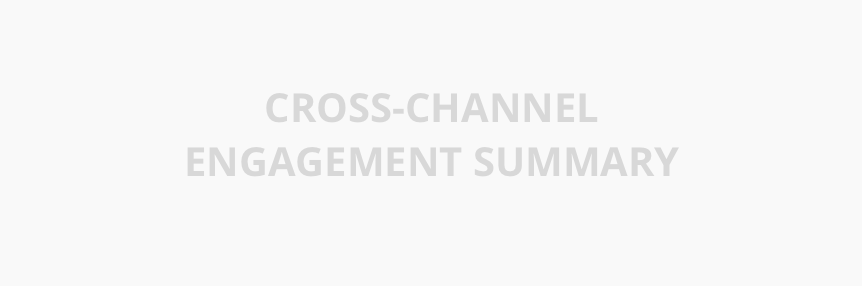 CROSS-CHANNEL
ENGAGEMENT SUMMARY